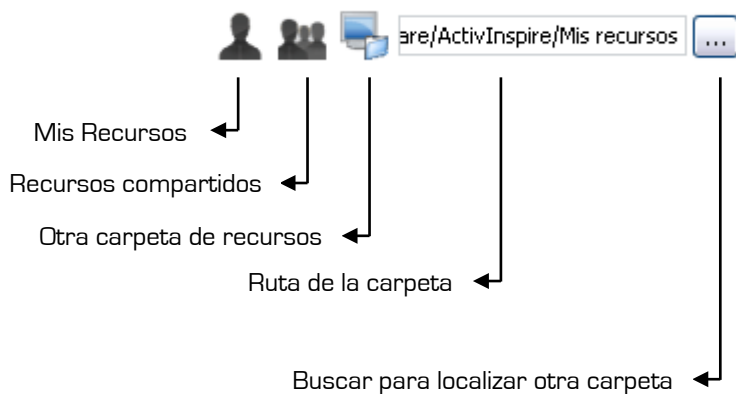 are/ActivInspire/Mis recursos
...
Mis Recursos
Recursos compartidos
Otra carpeta de recursos
Ruta de la carpeta
Buscar para localizar otra carpeta